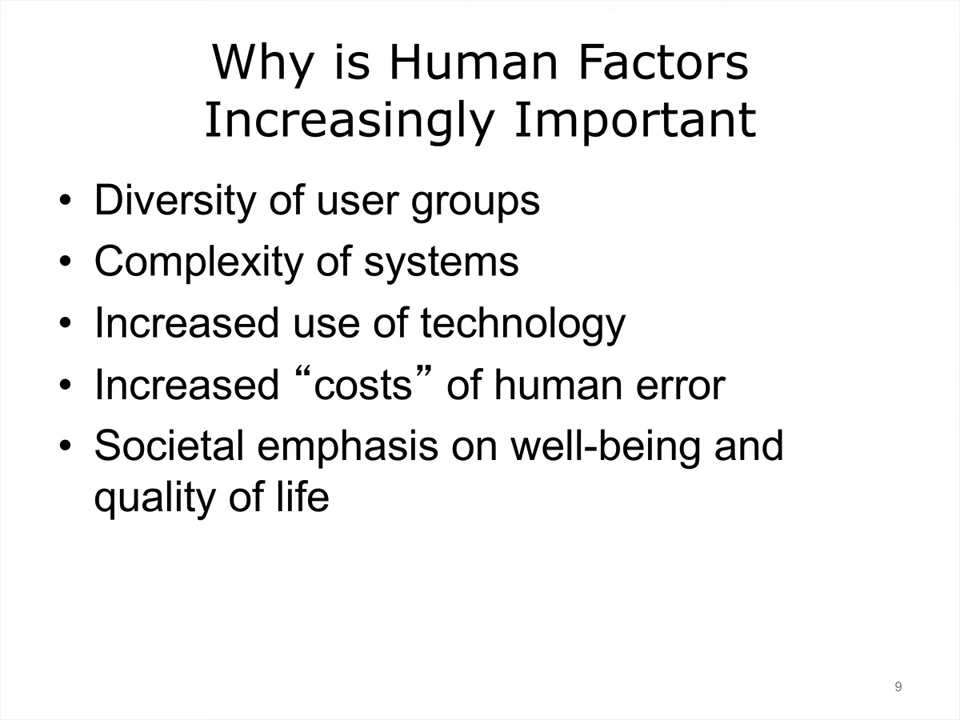 Why is Human Factors
Increasingly Important
• Diversity of user groups
• Complexity of systems
• Increased use of technology
• Increased “costs” of human error
• Societal emphasis on well-being and
quality of life
9